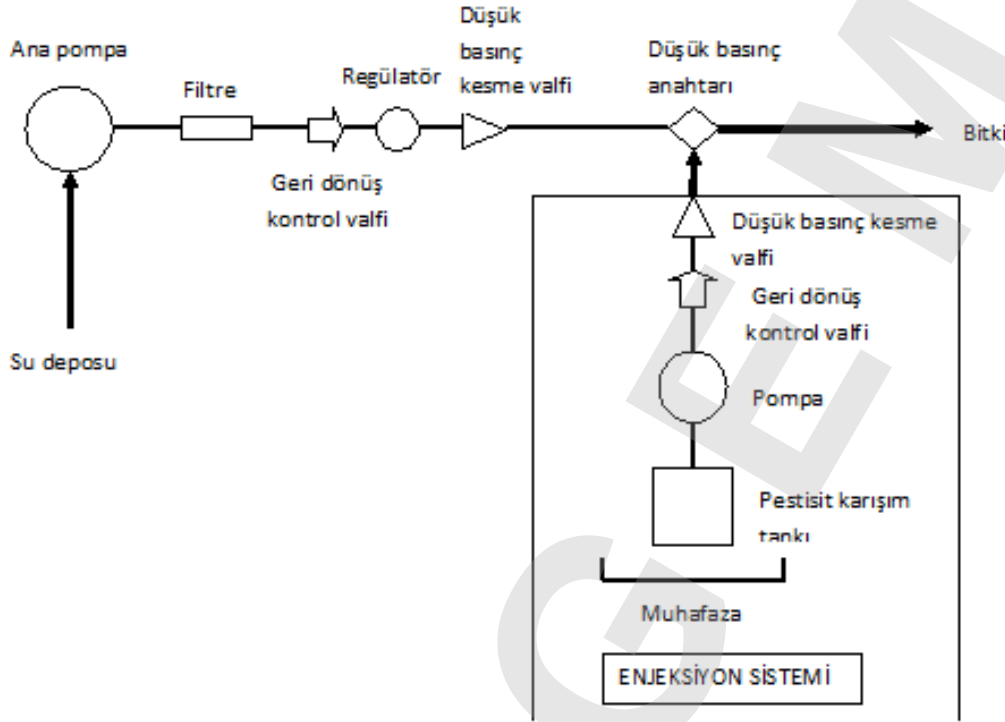 Ana pompa
Filtre
Geri dönüş
kontrol valfi
Regülatör
Düşük
basınç
kesme valfi
Düşük basınç
anahtarı
Bitki
Su deposu
Düşük basınç kesme
valfi
Geri dönüş
kontrol valfi
Pompa
Pestisit karışım
tankı
Muhafaza
ENJEKSİYON SİSTEMİ
G E M